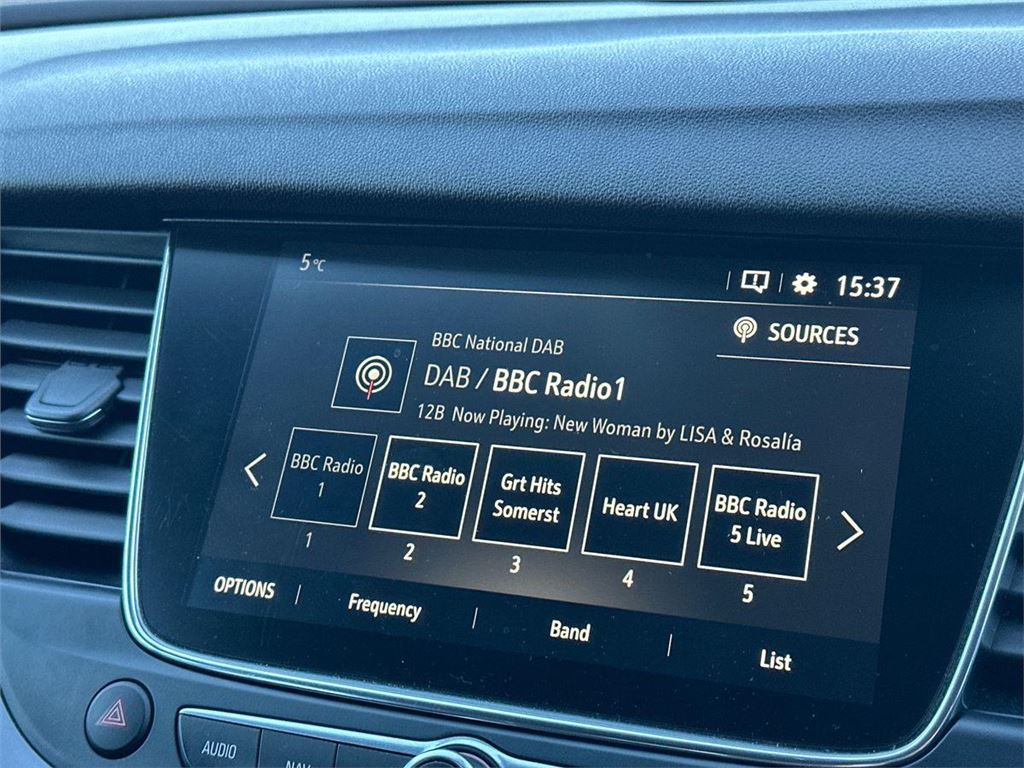 5°C
15:37
SOURCES
BBC National DAB
DAB / BBC Radio1
12B Now Playing: New Woman by LISA & Rosalía
BBC Radio
1
BBC Radio
2
Grt Hits
Somerst
Heart UK
BBC Radio
5 Live
1
2
3
4
5
OPTIONS
Frequency
Band
List
AUDIO